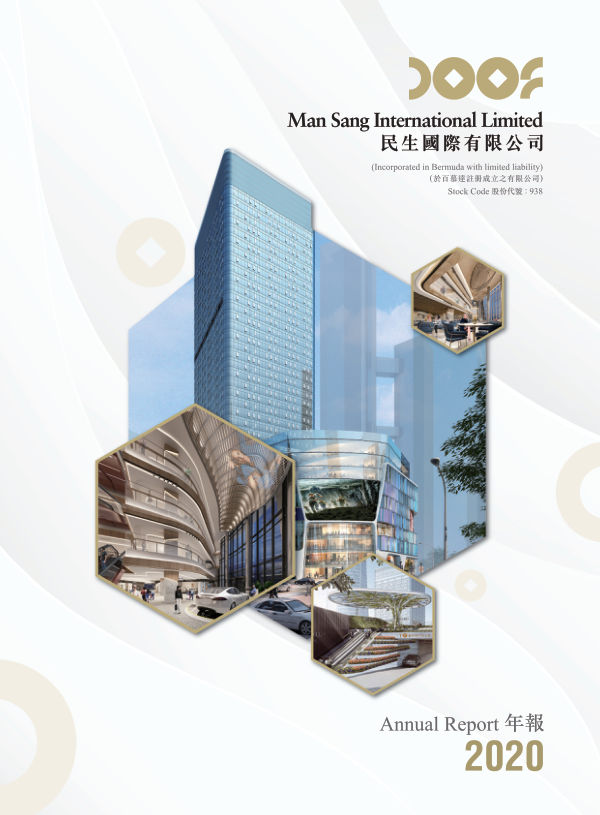 Man Sang International Limited
民生國際有限公司
(Incorporated in Bermuda with limited liability)
(於百慕達註冊成立之有限公司)
Stock Code 股份代號：938
Annual Report 年報
2020